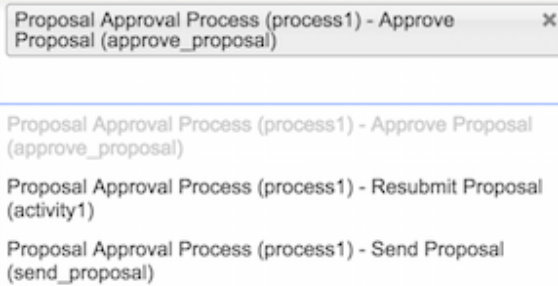 Proposal Approval Process (process1) - Approve
Proposal (approve_proposal)
Proposal Approval Process (process1) - Approve Proposal
(approve_proposal)
Proposal Approval Process (process1) - Resubmit Proposal
(activity1)
Proposal Approval Process (process1) - Send Proposal
(send_proposal)